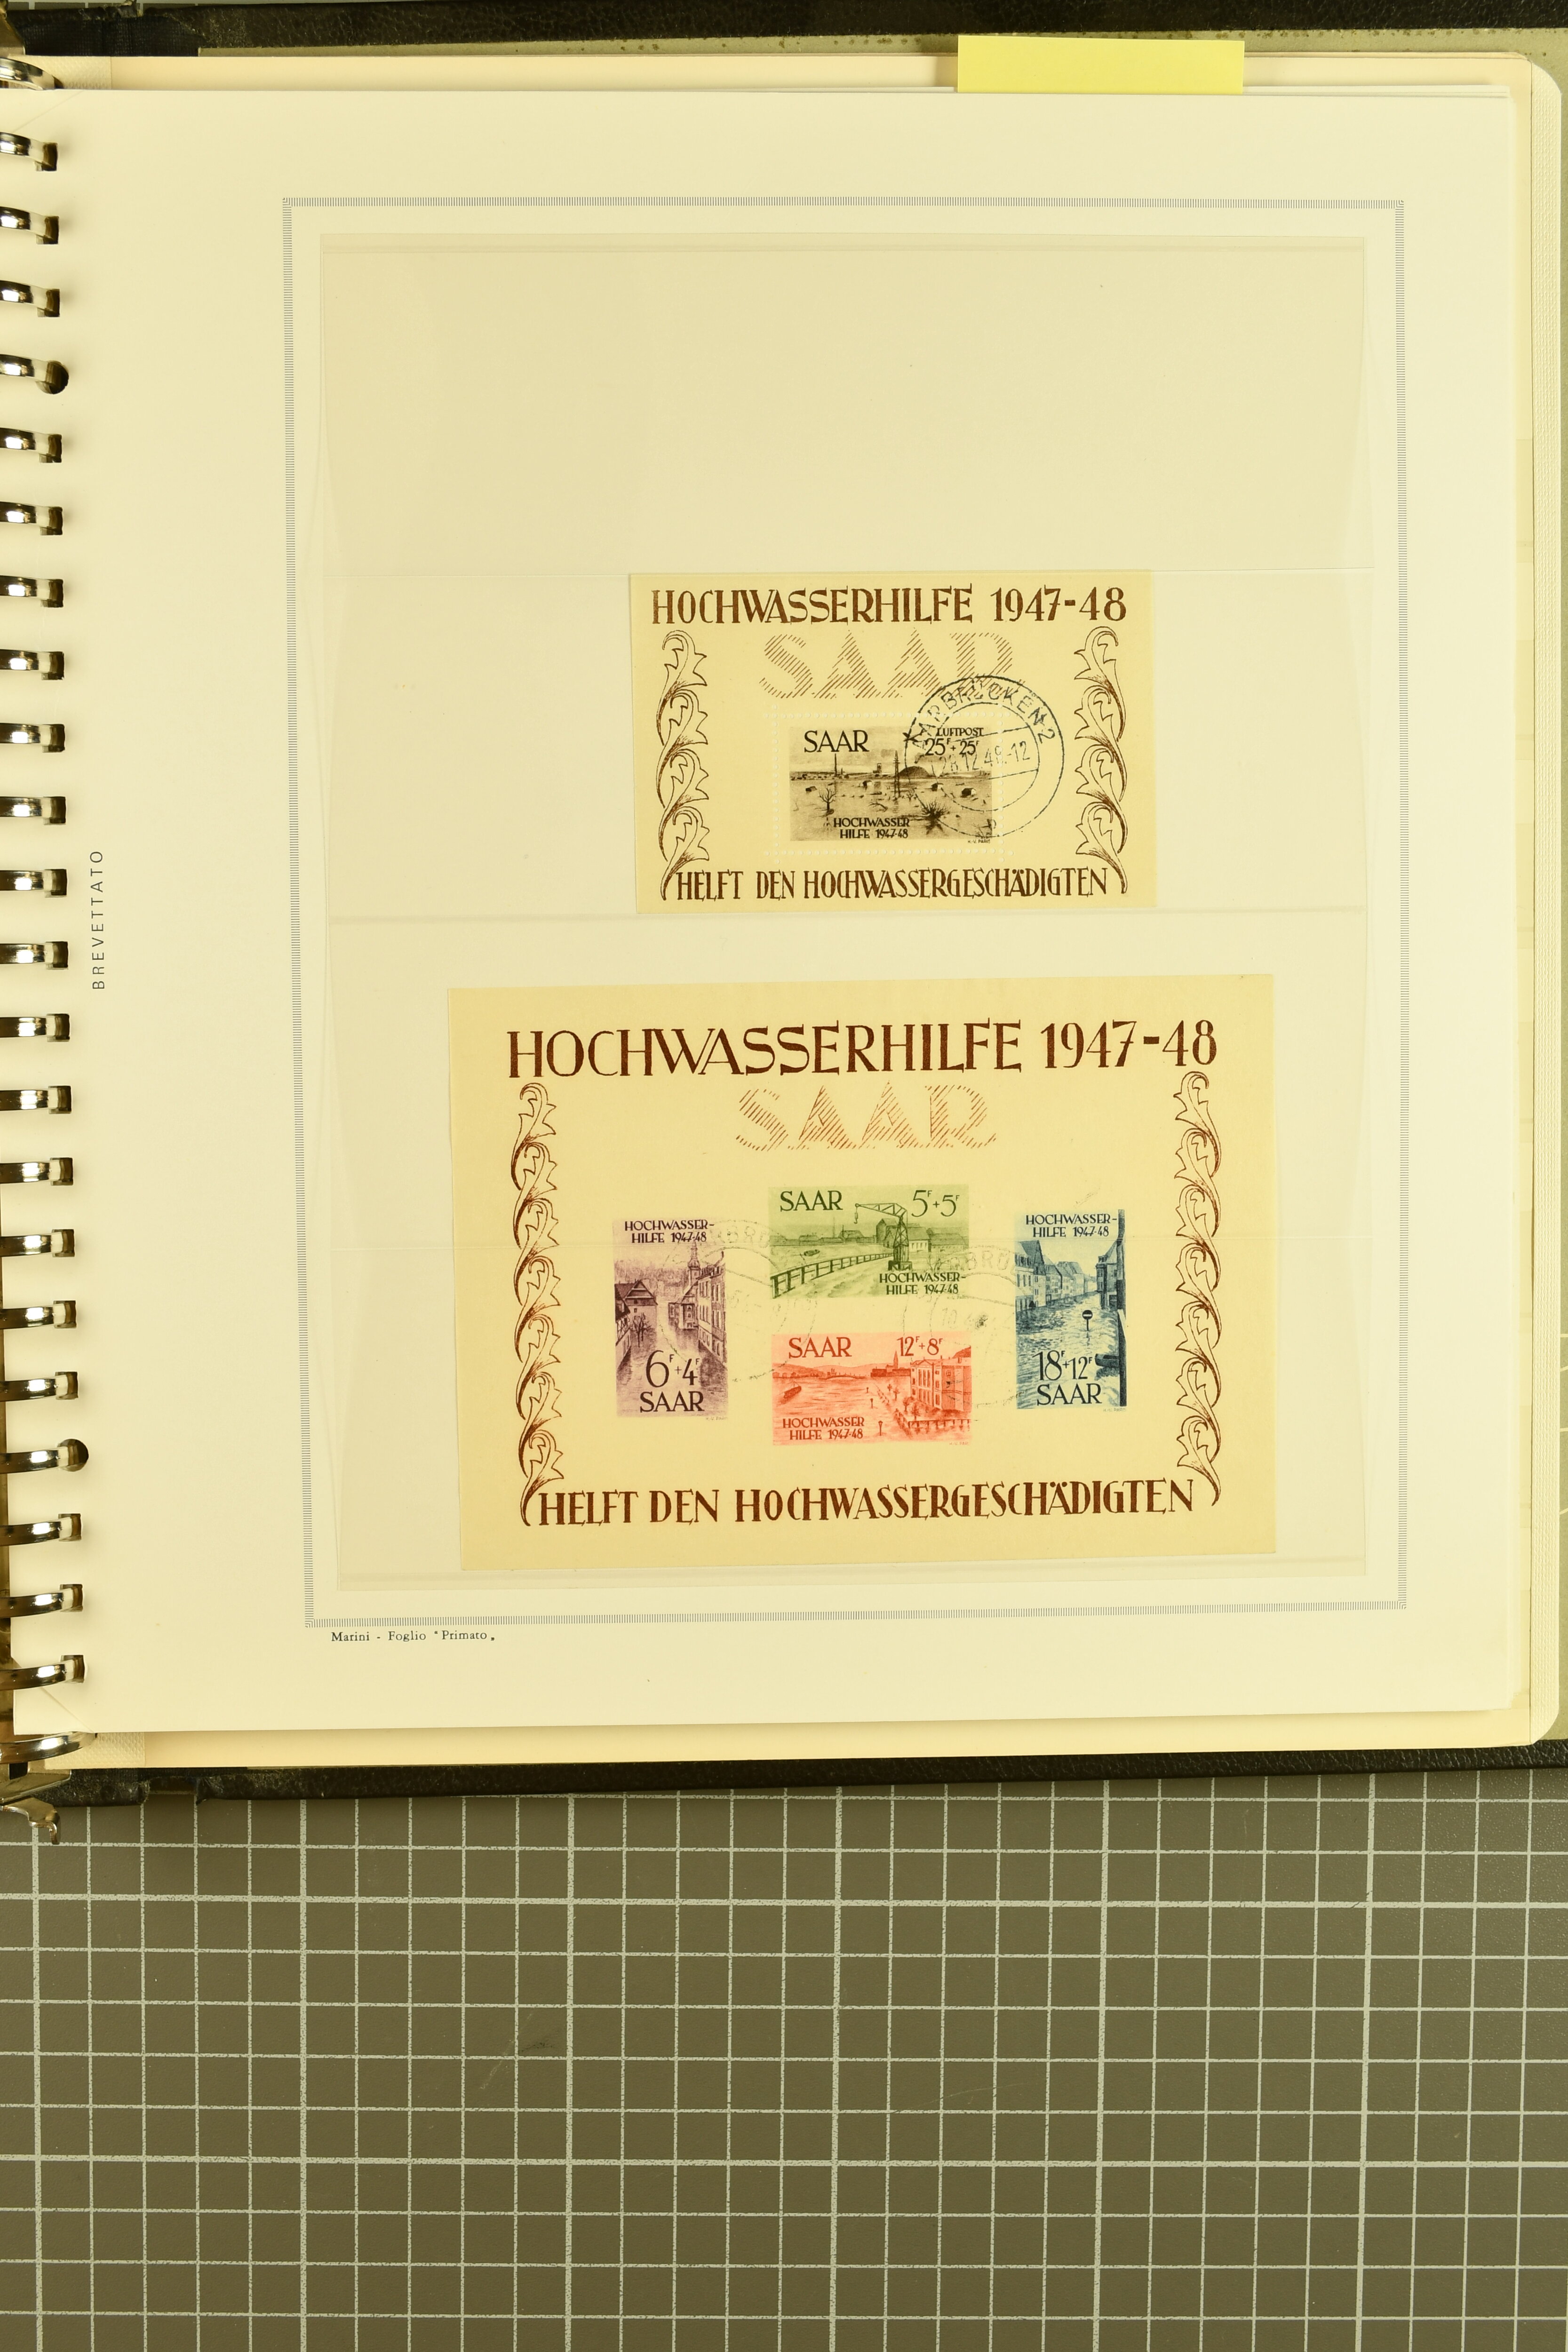 HOCHWASSERHILFE 1947-48
SAAR
SAARBRÜCKEN 2
SAAR
LUFTPOST
25F+25F
HOCHWASSER
HILFE 1947-48
HELFT DEN HOCHWASSERGESCHÄDIGTEN
BREVETTATO
HOCHWASSERHILFE 1947-48
SAAR
HOCHWASSER-
HILFE 1947-48
6F+4F
SAAR
SAAR 5F+5F
HOCHWASSER-
HILFE 1947-48
SAAR 12F+8F
HOCHWASSER
HILFE 1947-48
HOCHWASSER-
HILFE 1947-48
18F+12F
SAAR
HELFT DEN HOCHWASSERGESCHÄDIGTEN
Marini - Foglio "Primato„